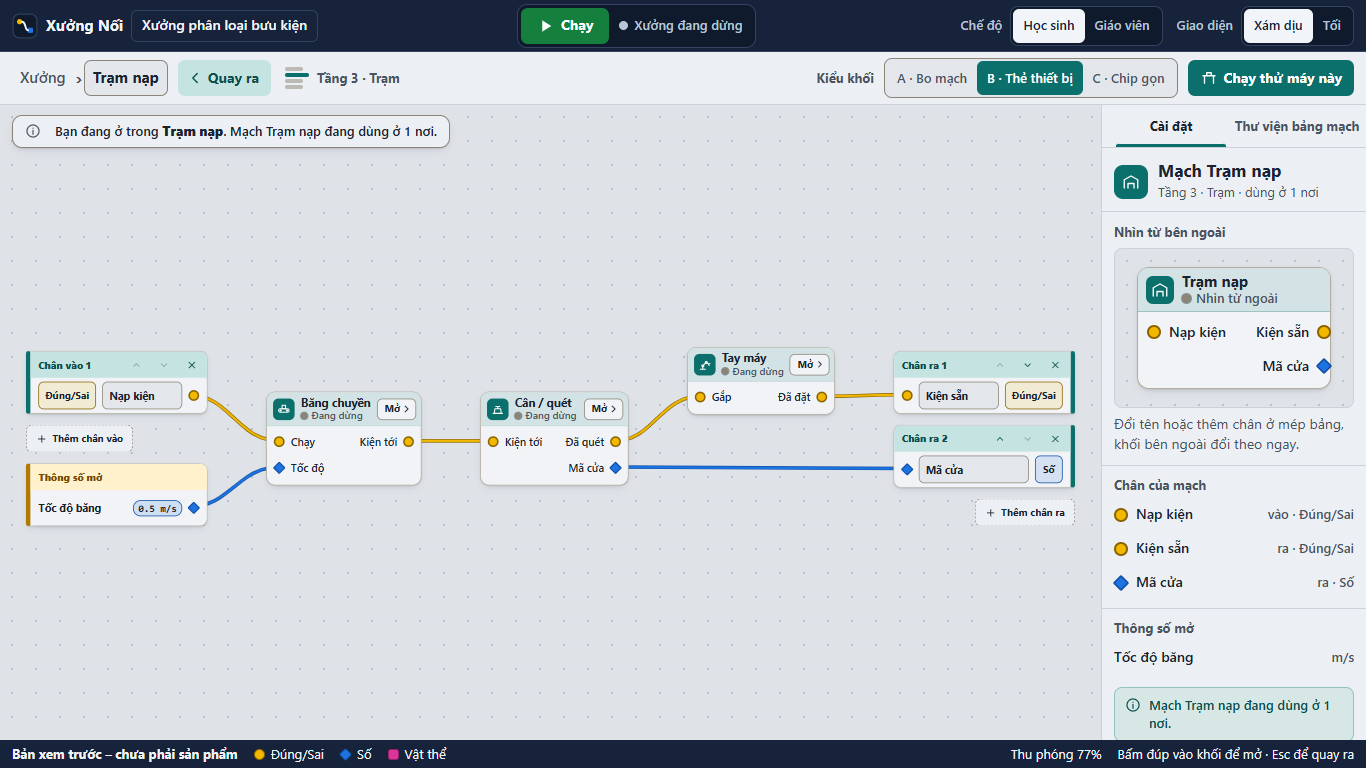 Xưởng Nối
Xưởng phân loại bưu kiện
Chạy
Xưởng đang dừng
Chế độ
Học sinh
Giáo viên
Giao diện
Xám dịu
Tối
Xưởng › Trạm nạp
Quay ra
Tầng 3 · Trạm
Kiểu khối
A · Bo mạch
B · Thẻ thiết bị
C · Chip gọn
Chạy thử máy này
Bạn đang ở trong Trạm nạp. Mạch Trạm nạp đang dùng ở 1 nơi.
Chân vào 1
Đúng/Sai
Nạp kiện
+ Thêm chân vào
Thông số mở
Tốc độ băng
0.5 m/s
Băng chuyền
Đang dừng
Mở ›
Chạy
Kiện tới
Tốc độ
Cân / quét
Đang dừng
Mở ›
Kiện tới
Đã quét
Mã cửa
Tay máy
Đang dừng
Mở ›
Gắp
Đã đặt
Chân ra 1
Kiện sẵn
Đúng/Sai
Chân ra 2
Mã cửa
Số
+ Thêm chân ra
Cài đặt
Thư viện bảng mạch
Mạch Trạm nạp
Tầng 3 · Trạm · dùng ở 1 nơi
Nhìn từ bên ngoài
Trạm nạp
Nhìn từ ngoài
Nạp kiện
Kiện sẵn
Mã cửa
Đổi tên hoặc thêm chân ở mép bảng,
khối bên ngoài đổi theo ngay.
Chân của mạch
Nạp kiện
vào · Đúng/Sai
Kiện sẵn
ra · Đúng/Sai
Mã cửa
ra · Số
Thông số mở
Tốc độ băng
m/s
Mạch Trạm nạp đang dùng ở 1
nơi.
Bản xem trước – chưa phải sản phẩm
Đúng/Sai
Số
Vật thể
Thu phóng 77%
Bấm đúp vào khối để mở · Esc để quay ra